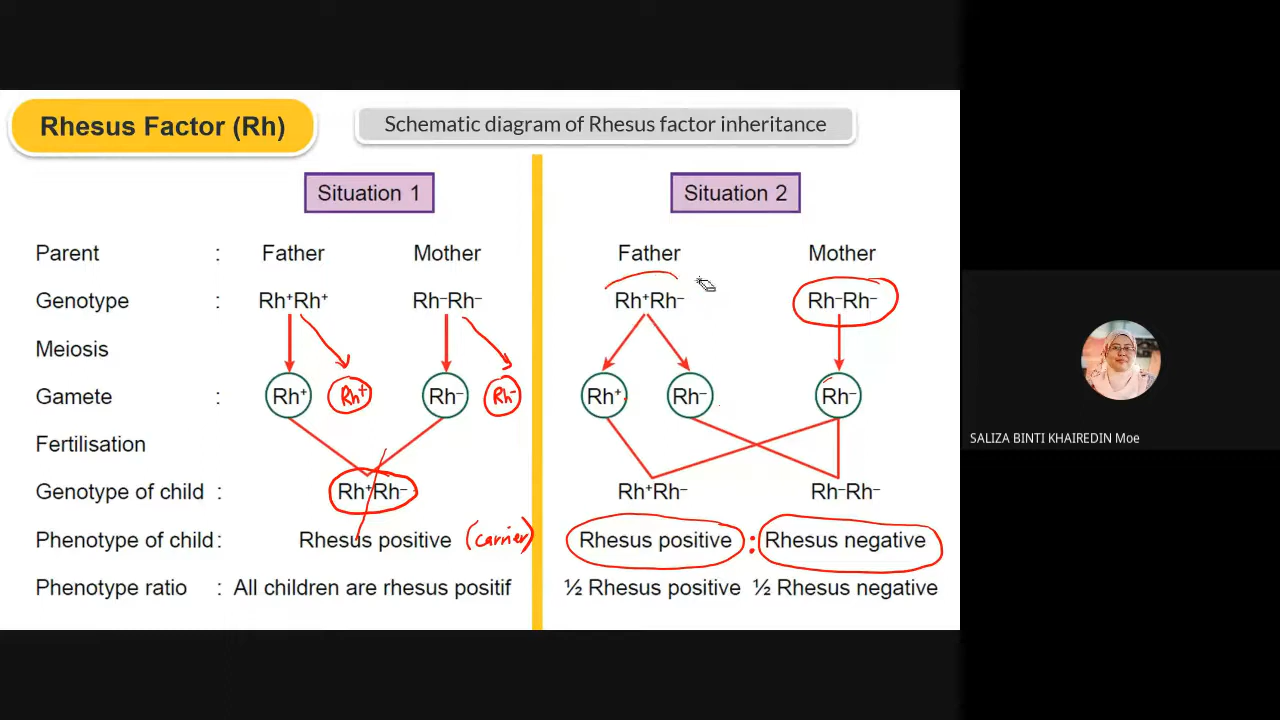 Rhesus Factor (Rh)
Schematic diagram of Rhesus factor inheritance
Situation 1
Situation 2
Parent : Father Mother Father Mother
Genotype : Rh⁺Rh⁺ Rh⁻Rh⁻ Rh⁺Rh⁻ Rh⁻Rh⁻
Meiosis
Gamete : Rh⁺ Rh⁺ Rh⁻ Rh⁻ Rh⁺ Rh⁻ Rh⁻
Fertilisation
Genotype of child : Rh⁺Rh⁻ Rh⁺Rh⁻ Rh⁻Rh⁻
Phenotype of child : Rhesus positive (carrier) Rhesus positive : Rhesus negative
Phenotype ratio : All children are rhesus positif ½ Rhesus positive ½ Rhesus negative
SALIZA BINTI KHAIREDIN Moe